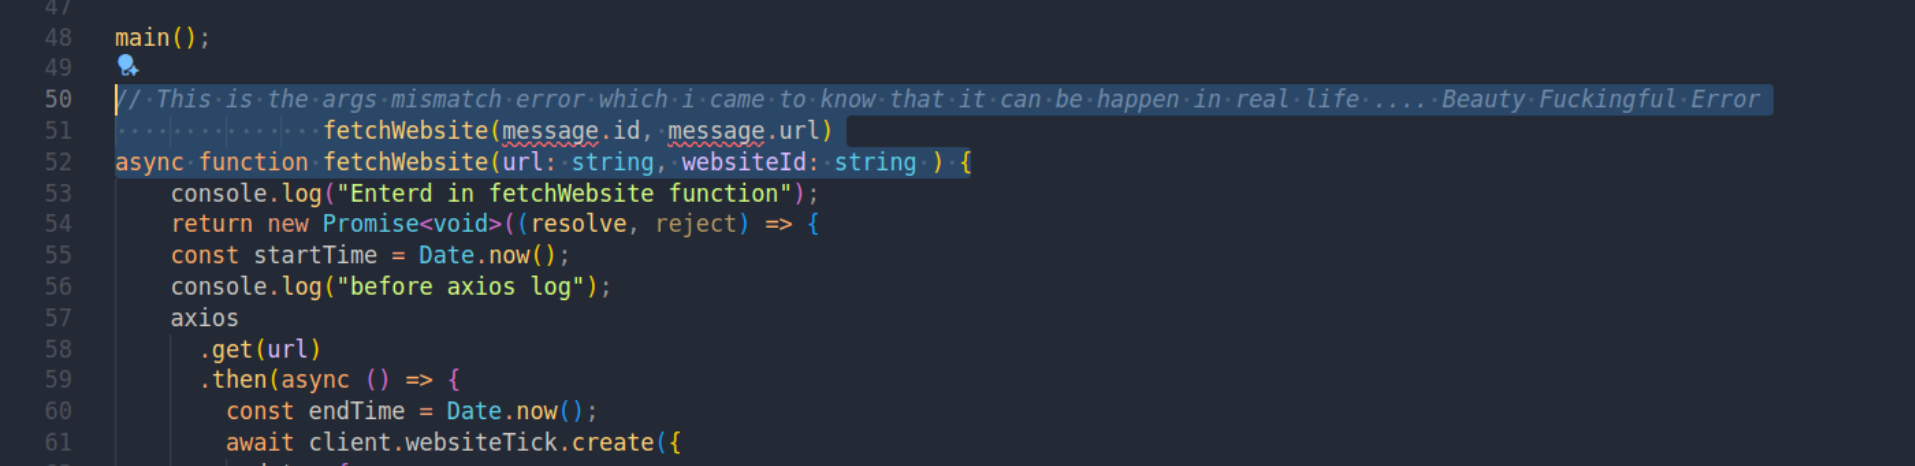 47
48 main();
49
50 // This is the args mismatch error which i came to know that it can be happen in real life .... Beauty Fuckingful Error
51 fetchWebsite(message.id, message.url)
52 async function fetchWebsite(url: string, websiteId: string ) {
53 console.log("Enterd in fetchWebsite function");
54 return new Promise<void>((resolve, reject) => {
55 const startTime = Date.now();
56 console.log("before axios log");
57 axios
58 .get(url)
59 .then(async () => {
60 const endTime = Date.now();
61 await client.websiteTick.create({